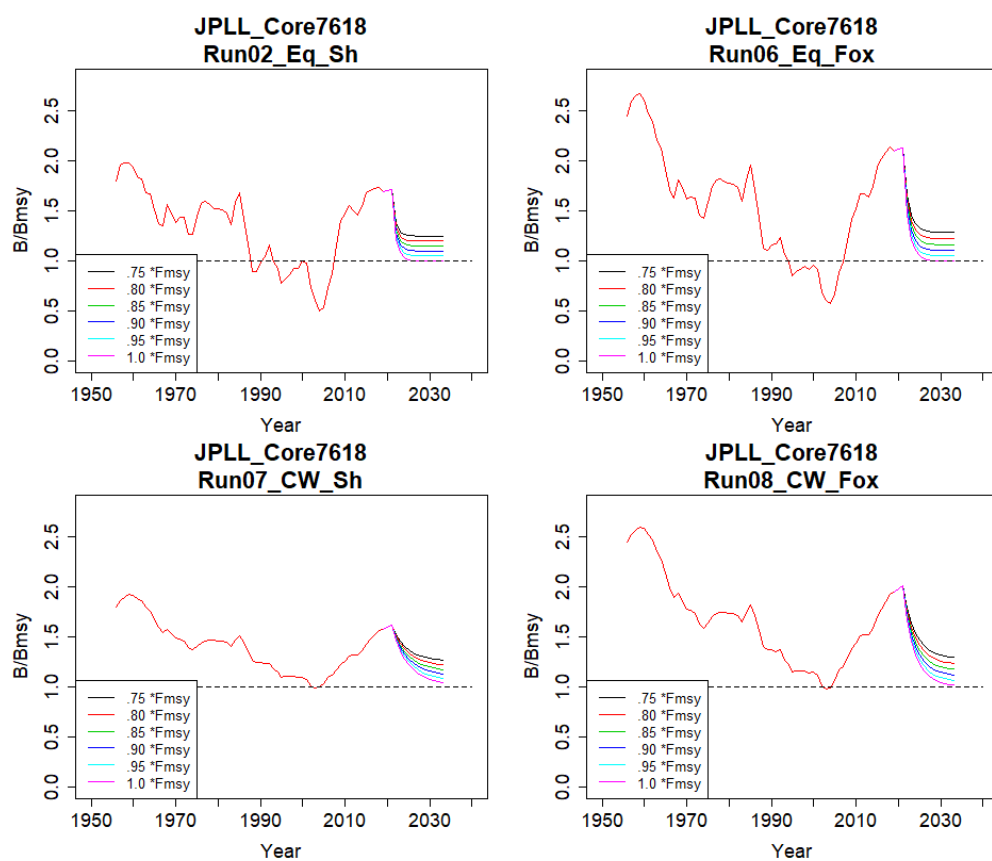 JPLL_Core7618
Run02_Eq_Sh
B/Bmsy
2.5
2.0
1.5
1.0
0.5
0.0
.75 *Fmsy
.80 *Fmsy
.85 *Fmsy
.90 *Fmsy
.95 *Fmsy
1.0 *Fmsy
1950 1970 1990 2010 2030
Year
JPLL_Core7618
Run06_Eq_Fox
B/Bmsy
2.5
2.0
1.5
1.0
0.5
0.0
.75 *Fmsy
.80 *Fmsy
.85 *Fmsy
.90 *Fmsy
.95 *Fmsy
1.0 *Fmsy
1950 1970 1990 2010 2030
Year
JPLL_Core7618
Run07_CW_Sh
B/Bmsy
2.5
2.0
1.5
1.0
0.5
0.0
.75 *Fmsy
.80 *Fmsy
.85 *Fmsy
.90 *Fmsy
.95 *Fmsy
1.0 *Fmsy
1950 1970 1990 2010 2030
Year
JPLL_Core7618
Run08_CW_Fox
B/Bmsy
2.5
2.0
1.5
1.0
0.5
0.0
.75 *Fmsy
.80 *Fmsy
.85 *Fmsy
.90 *Fmsy
.95 *Fmsy
1.0 *Fmsy
1950 1970 1990 2010 2030
Year